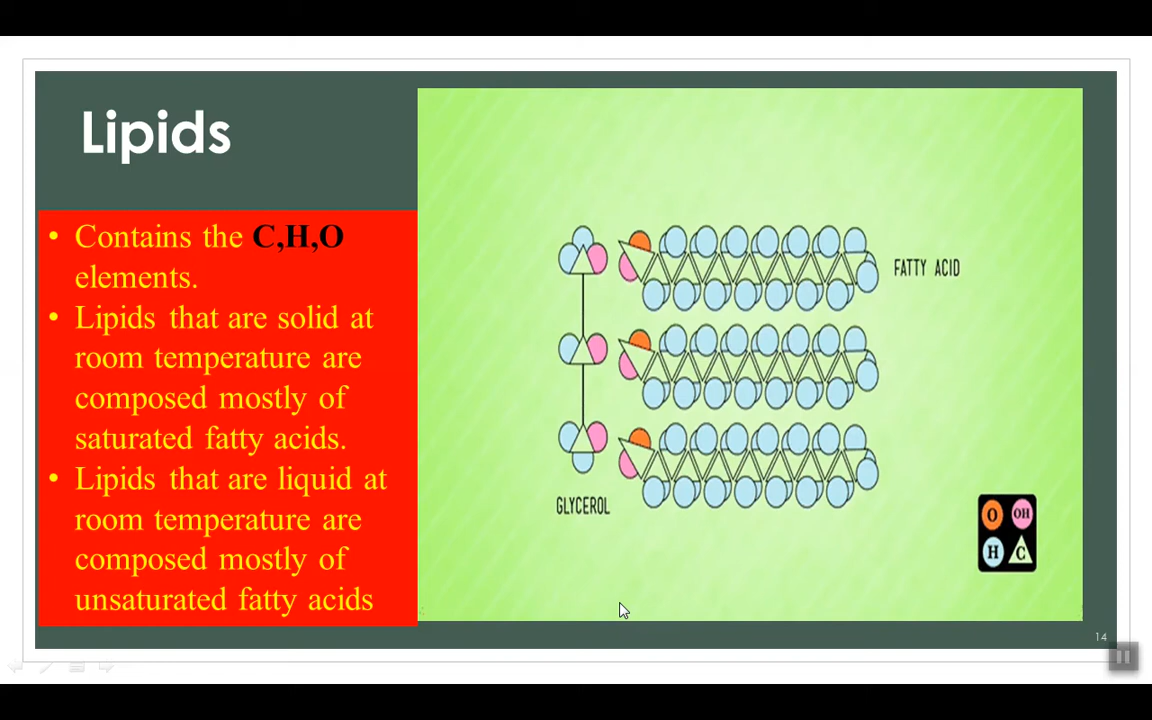 Lipids
• Contains the C,H,O
elements.
• Lipids that are solid at
room temperature are
composed mostly of
saturated fatty acids.
• Lipids that are liquid at
room temperature are
composed mostly of
unsaturated fatty acids
FATTY ACID
GLYCEROL
O OH
H C
14